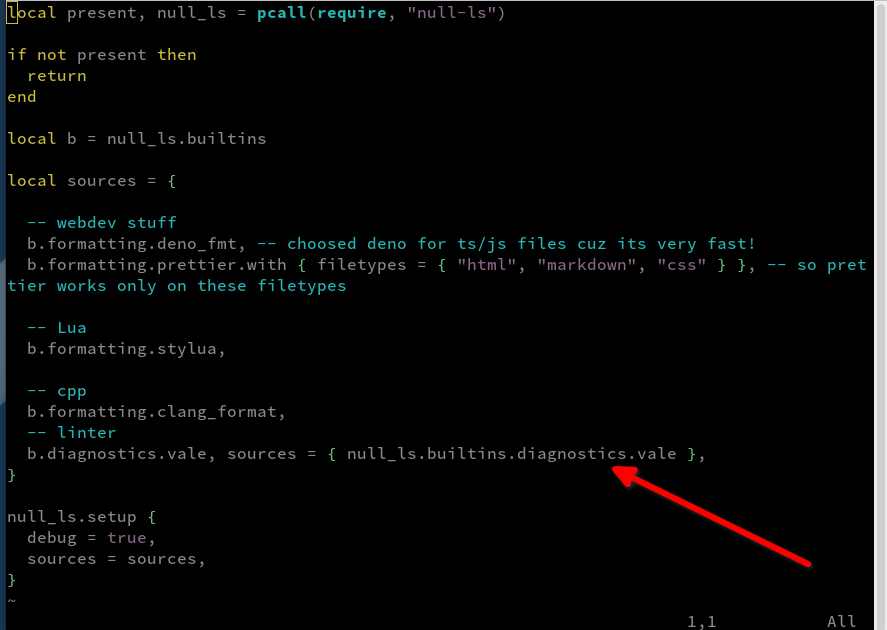 local present, null_ls = pcall(require, "null-ls")

if not present then
  return
end

local b = null_ls.builtins

local sources = {

  -- webdev stuff
  b.formatting.deno_fmt, -- choosed deno for ts/js files cuz its very fast!
  b.formatting.prettier.with { filetypes = { "html", "markdown", "css" } }, -- so pret
tier works only on these filetypes

  -- Lua
  b.formatting.stylua,

  -- cpp
  b.formatting.clang_format,
  -- linter
  b.diagnostics.vale, sources = { null_ls.builtins.diagnostics.vale },
}

null_ls.setup {
  debug = true,
  sources = sources,
}
~
1,1 All